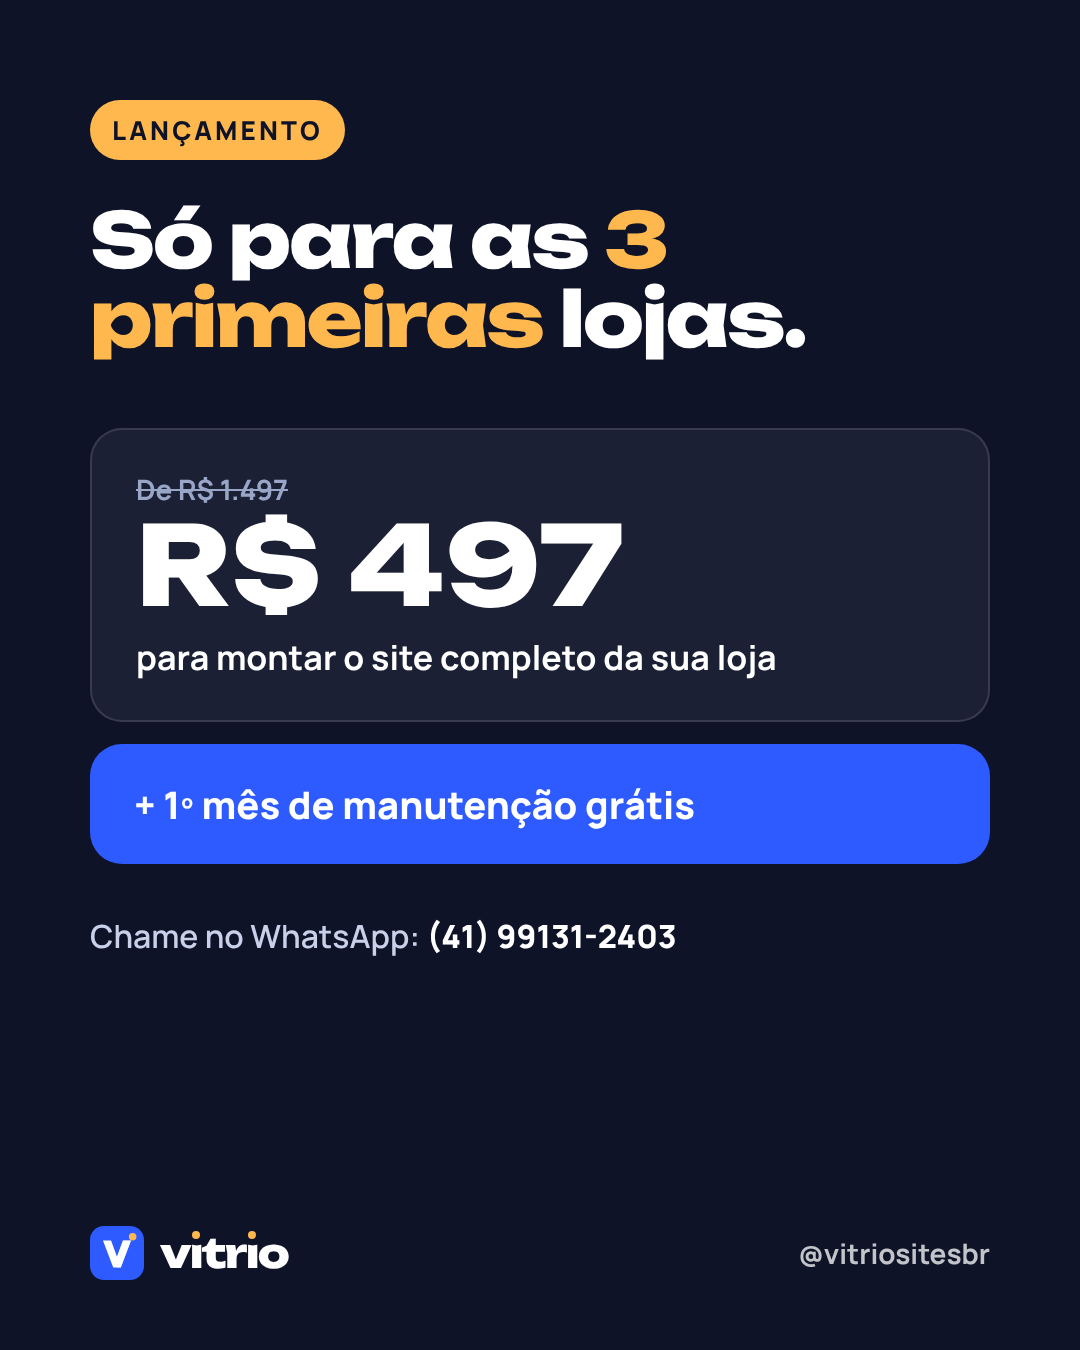 LANÇAMENTO
Só para as 3
primeiras lojas.
De R$ 1.497
R$ 497
para montar o site completo da sua loja
+ 1º mês de manutenção grátis
Chame no WhatsApp: (41) 99131-2403
V vitrio
@vitriositesbr